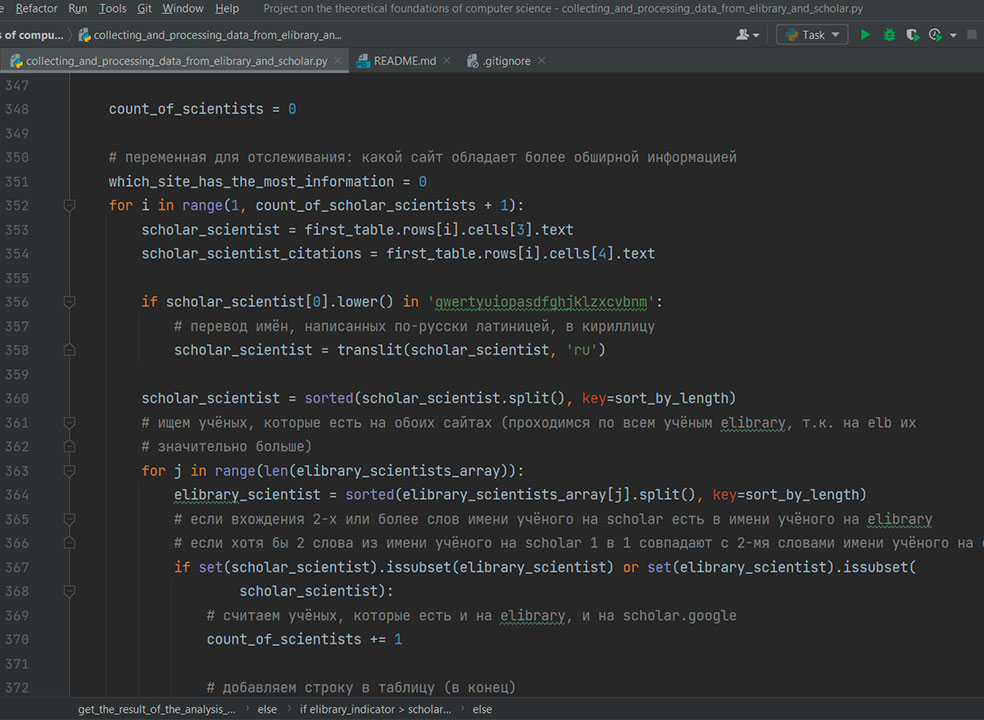 Refactor Run Tools Git Window Help Project on the theoretical foundations of computer science - collecting_and_processing_data_from_elibrary_and_scholar.py
s of compu... collecting_and_processing_data_from_elibrary_an... Task
collecting_and_processing_data_from_elibrary_and_scholar.py README.md .gitignore
347
348 count_of_scientists = 0
349
350 # переменная для отслеживания: какой сайт обладает более обширной информацией
351 which_site_has_the_most_information = 0
352 for i in range(1, count_of_scholar_scientists + 1):
353 scholar_scientist = first_table.rows[i].cells[3].text
354 scholar_scientist_citations = first_table.rows[i].cells[4].text
355
356 if scholar_scientist[0].lower() in 'qwertyuiopasdfghjklzxcvbnm':
357 # перевод имён, написанных по-русски латиницей, в кириллицу
358 scholar_scientist = translit(scholar_scientist, 'ru')
359
360 scholar_scientist = sorted(scholar_scientist.split(), key=sort_by_length)
361 # ищем учёных, которые есть на обоих сайтах (проходимся по всем учёным elibrary, т.к. на elb их
362 # значительно больше)
363 for j in range(len(elibrary_scientists_array)):
364 elibrary_scientist = sorted(elibrary_scientists_array[j].split(), key=sort_by_length)
365 # если вхождения 2-х или более слов имени учёного на scholar есть в имени учёного на elibrary
366 # если хотя бы 2 слова из имени учёного на scholar 1 в 1 совпадают с 2-мя словами имени учёного на
367 if set(scholar_scientist).issubset(elibrary_scientist) or set(elibrary_scientist).issubset(
368 scholar_scientist):
369 # считаем учёных, которые есть и на elibrary, и на scholar.google
370 count_of_scientists += 1
371
372 # добавляем строку в таблицу (в конец)
get_the_result_of_the_analysis_... else if elibrary_indicator > scholar... else